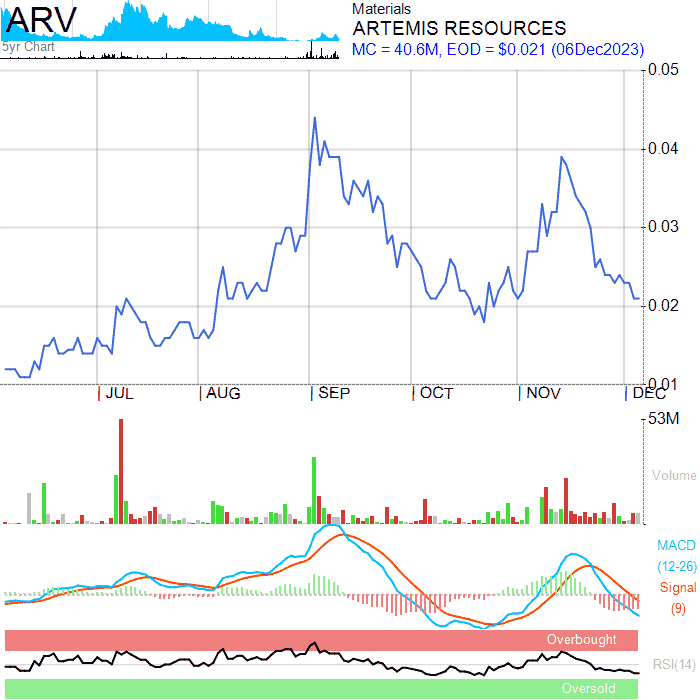 ARV
5yr Chart
Materials
ARTEMIS RESOURCES
MC = 40.6M, EOD = $0.021 (06Dec2023)
0.05
0.04
0.03
0.02
0.01
JUL AUG SEP OCT NOV DEC
53M
Volume
MACD
(12-26)
Signal
(9)
Overbought
RSI(14)
Oversold